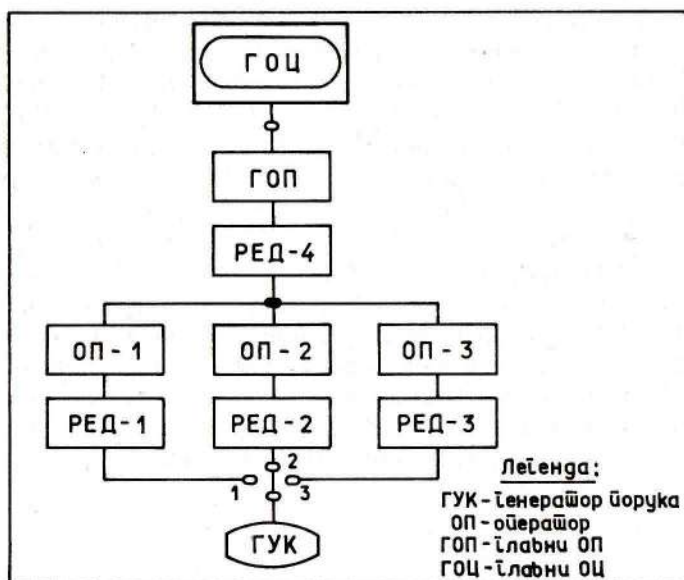 ГОЦ
ГОП
РЕД-4
ОП-1
ОП-2
ОП-3
РЕД-1
РЕД-2
РЕД-3
1
2
3
ГУК
Легенда:
ГУК-генератор порука
ОП-оператор
ГОП-главни ОП
ГОЦ-главни ОЦ